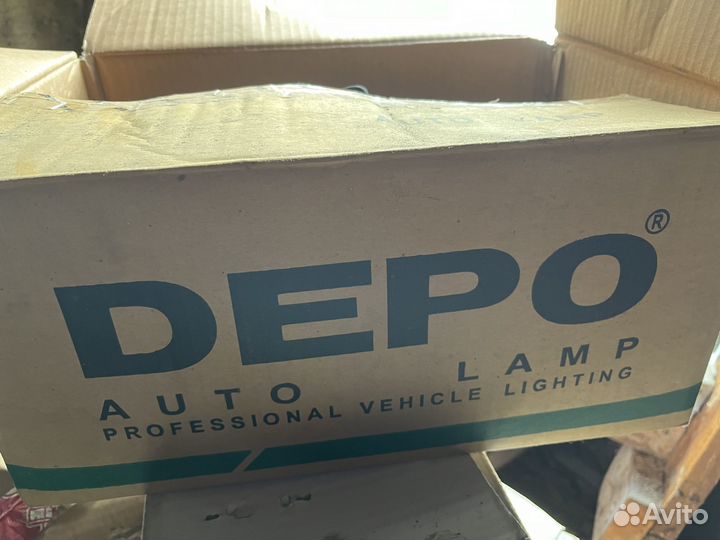 DEPO®
AUTO LAMP
PROFESSIONAL VEHICLE LIGHTING
Avito